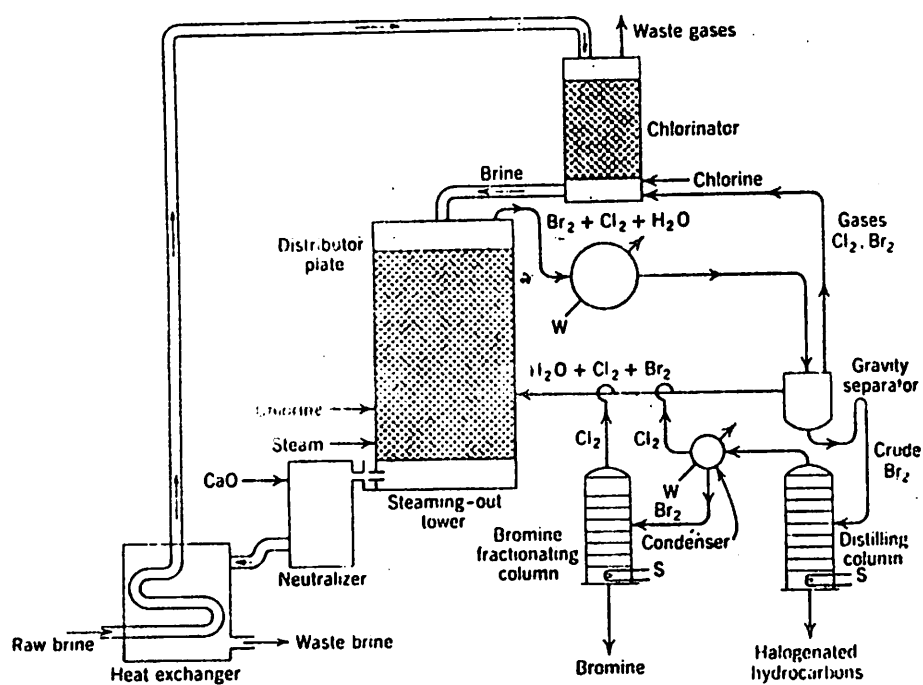 Waste gases
Chlorinator
Brine
Chlorine
Br₂ + Cl₂ + H₂O
Gases
Cl₂, Br₂
Distributor
plate
W
H₂O + Cl₂ + Br₂
Gravity
separator
Chlorine
Cl₂
Cl₂
Steam
Crude
Br₂
CaO
W
Br₂
Steaming-out
tower
Bromine
fractionating
column
Condenser
Distilling
column
S
S
Neutralizer
Raw brine
Waste brine
Heat exchanger
Bromine
Halogenated
hydrocarbons